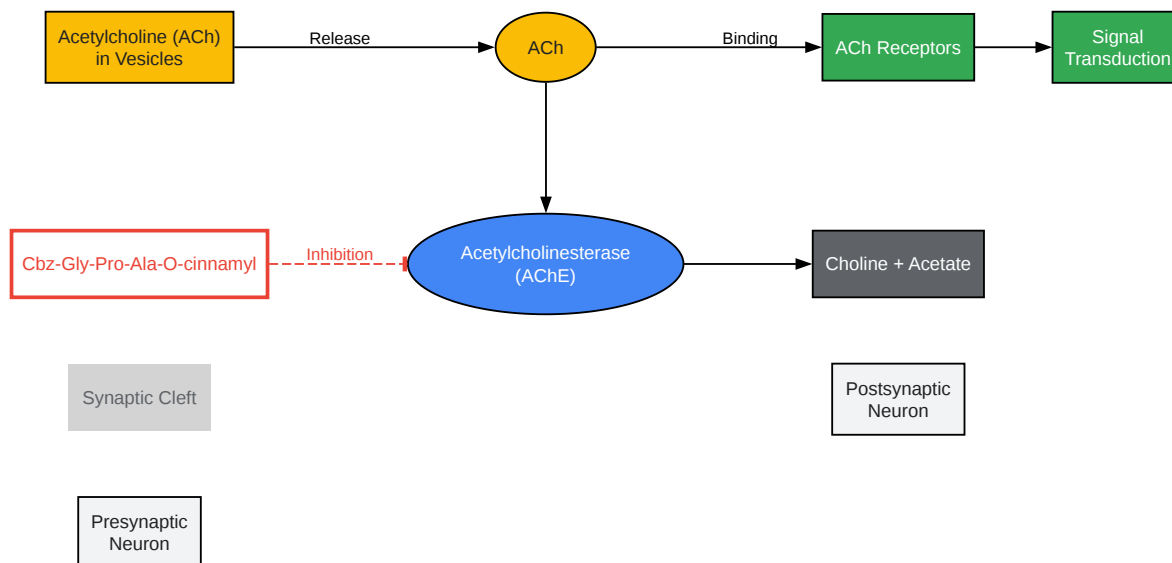 Acetylcholine (ACh)
in Vesicles
Release
ACh
Binding
ACh Receptors
Signal
Transduction
Cbz-Gly-Pro-Ala-O-cinnamyl
Inhibition
Acetylcholinesterase
(AChE)
Choline + Acetate
Synaptic Cleft
Postsynaptic
Neuron
Presynaptic
Neuron